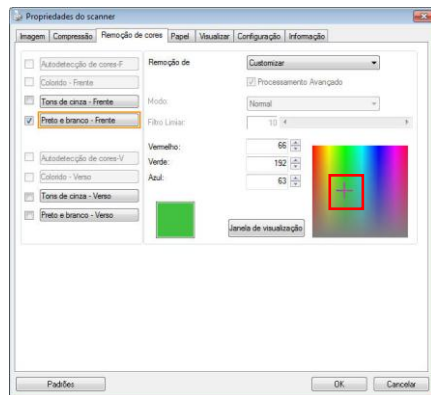 Propriedades do scanner
Imagem Compressão Remoção de cores Papel Visualizar Configuração Informação
Autodetecção de cores-F
Colorido - Frente
Tons de cinza - Frente
Preto e branco - Frente
Autodetecção de cores-V
Colorido - Verso
Tons de cinza - Verso
Preto e branco - Verso
Remoção de Customizar
Processamento Avançado
Modo: Normal
Filtro Liniar: 10
Vermelho: 66
Verde: 192
Azul: 63
Janela de visualização
Padrões OK Cancelar